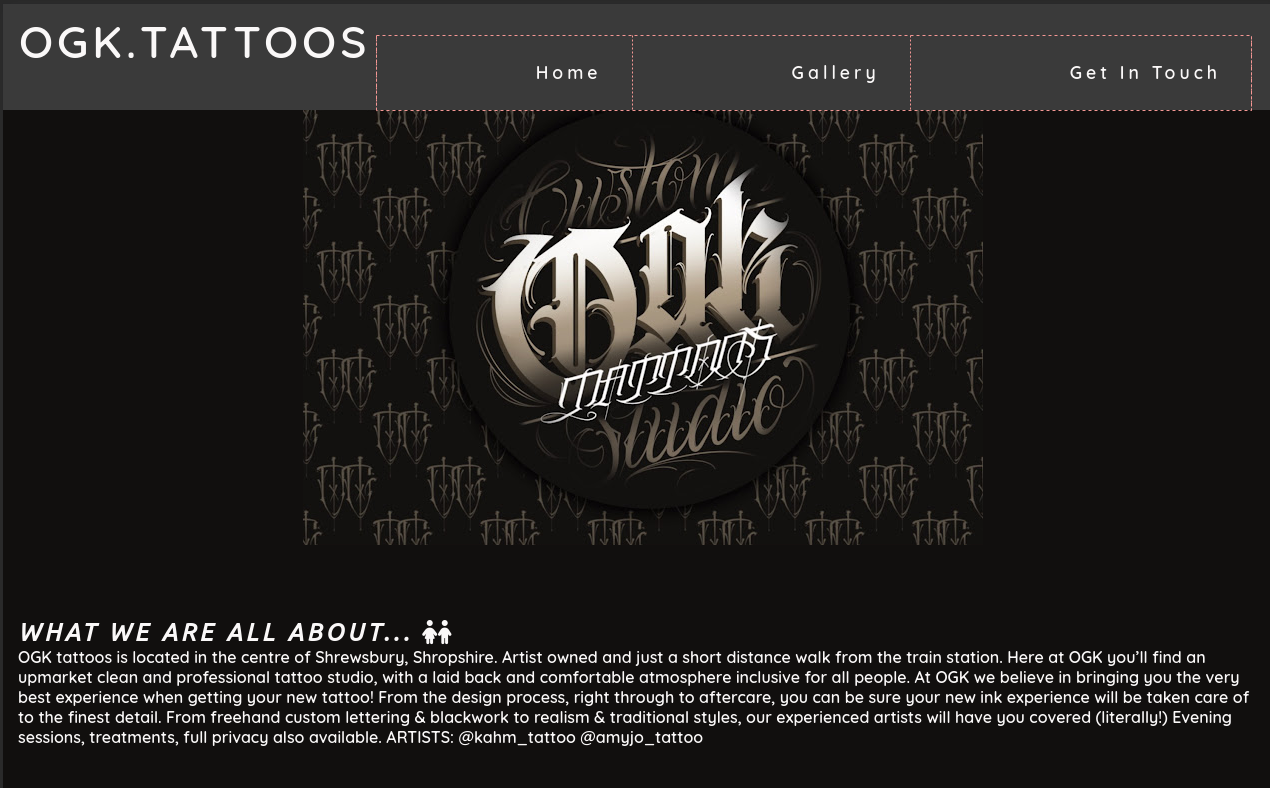 OGK.TATTOOS
Home
Gallery
Get In Touch
Custom
Ogk
TATTOOS
Studio
WHAT WE ARE ALL ABOUT...
OGK tattoos is located in the centre of Shrewsbury, Shropshire. Artist owned and just a short distance walk from the train station. Here at OGK you’ll find an
upmarket clean and professional tattoo studio, with a laid back and comfortable atmosphere inclusive for all people. At OGK we believe in bringing you the very
best experience when getting your new tattoo! From the design process, right through to aftercare, you can be sure your new ink experience will be taken care of
to the finest detail. From freehand custom lettering & blackwork to realism & traditional styles, our experienced artists will have you covered (literally!) Evening
sessions, treatments, full privacy also available. ARTISTS: @kahm_tattoo @amyjo_tattoo